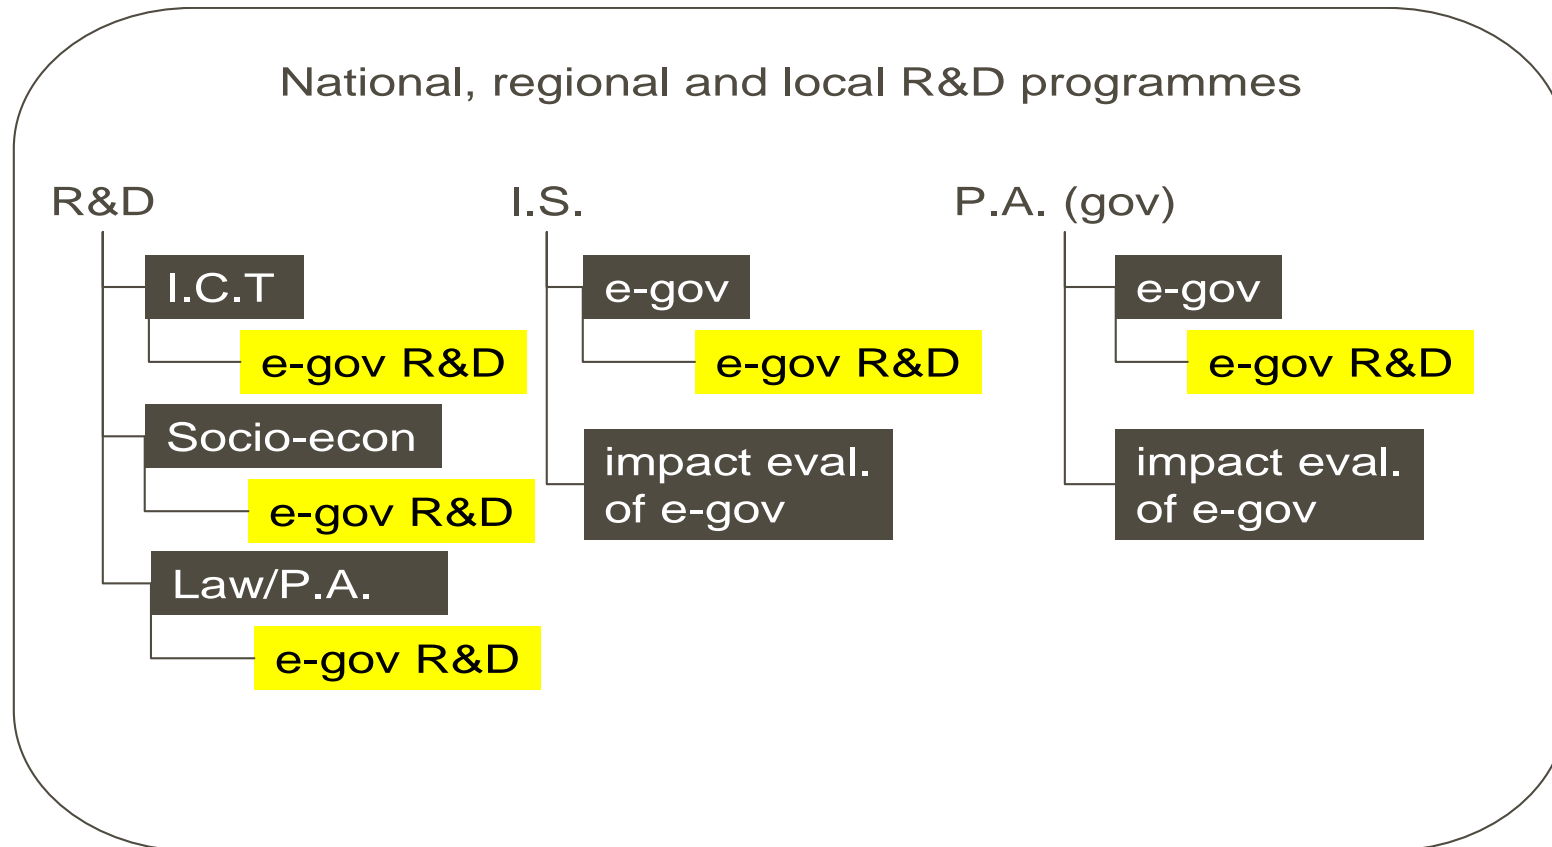 National, regional and local R&D programmes
R&D
I.C.T
e-gov R&D
Socio-econ
e-gov R&D
Law/P.A.
e-gov R&D
I.S.
e-gov
e-gov R&D
impact eval.
of e-gov
P.A. (gov)
e-gov
e-gov R&D
impact eval.
of e-gov